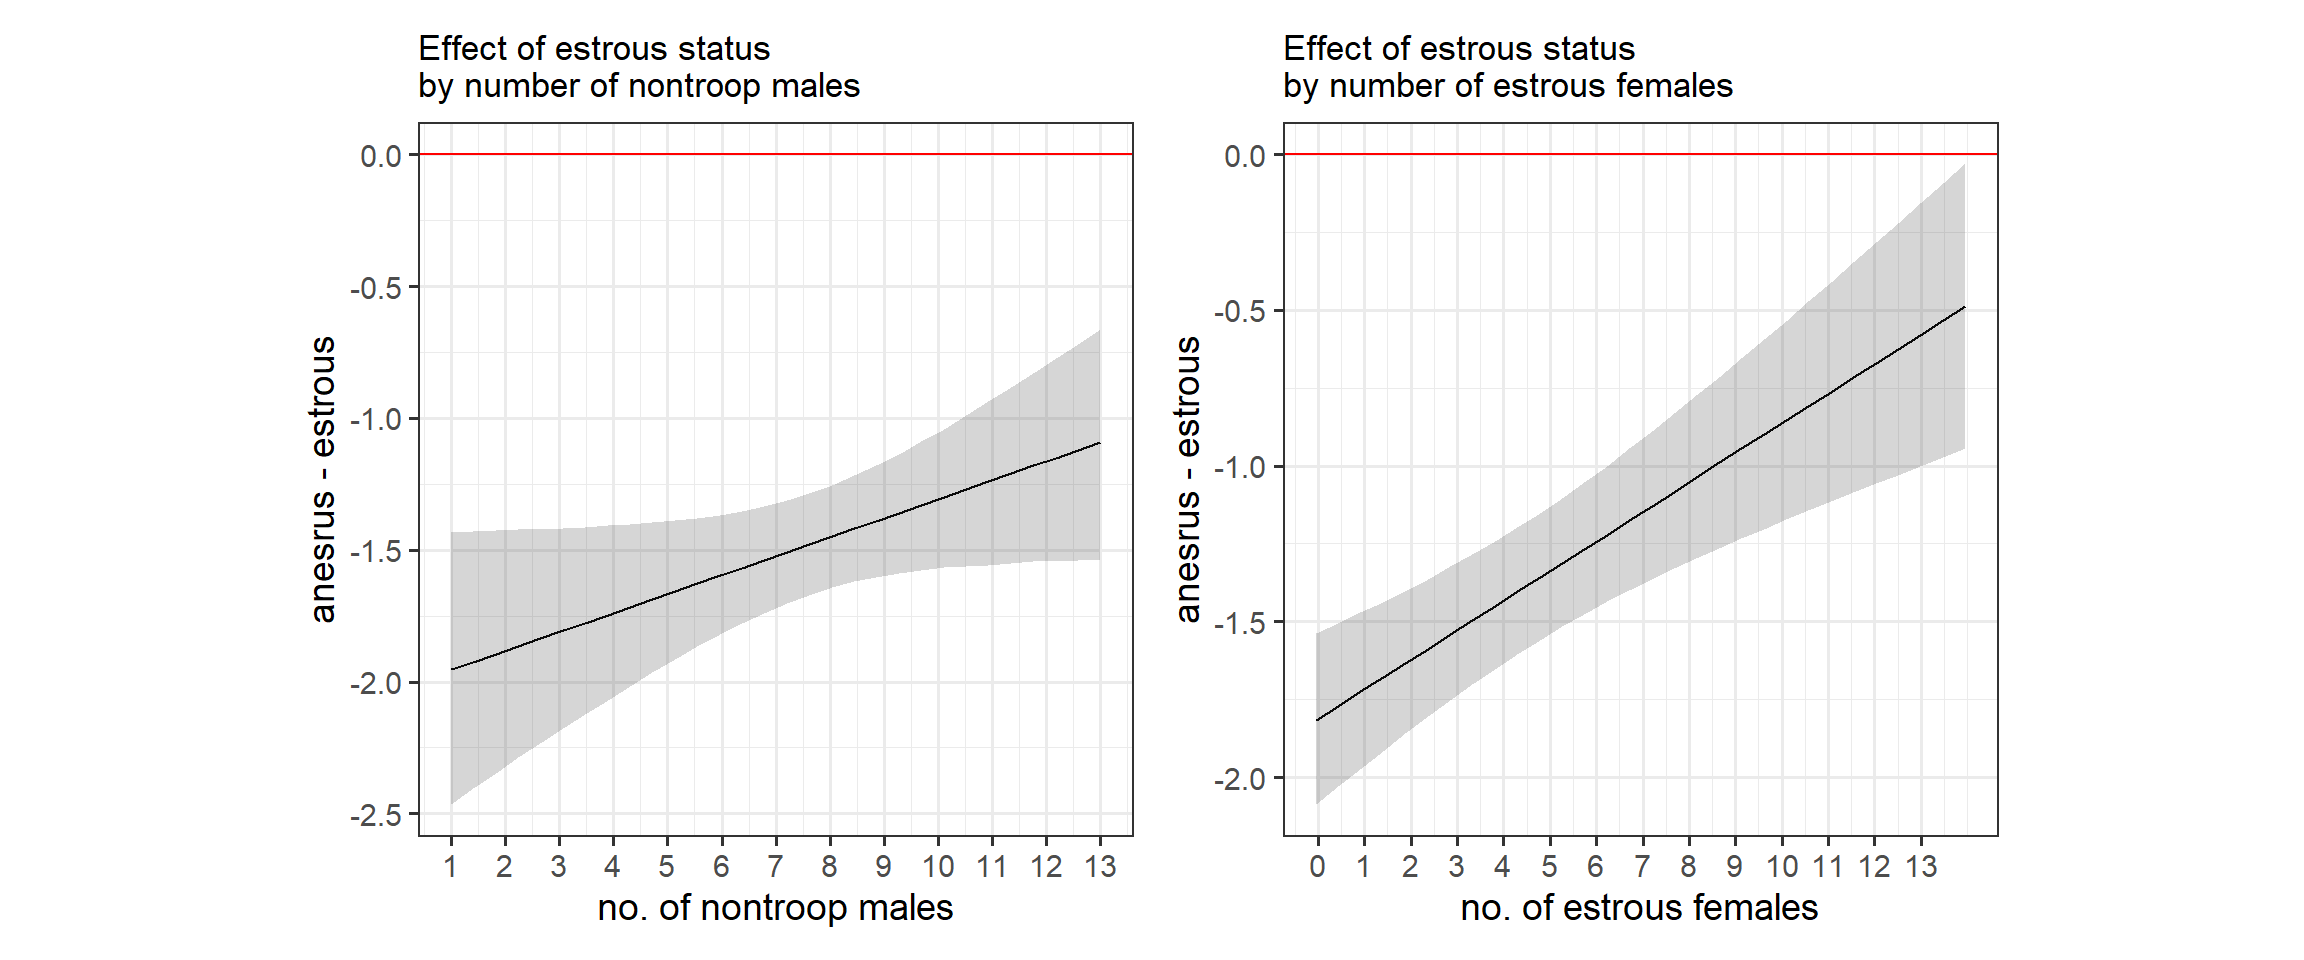 Effect of estrous status
by number of nontroop males
0.0
-0.5
-1.0
-1.5
-2.0
-2.5
anesrus - estrous
1 2 3 4 5 6 7 8 9 10 11 12 13
no. of nontroop males
Effect of estrous status
by number of estrous females
0.0
-0.5
-1.0
-1.5
-2.0
anesrus - estrous
0 1 2 3 4 5 6 7 8 9 10 11 12 13
no. of estrous females